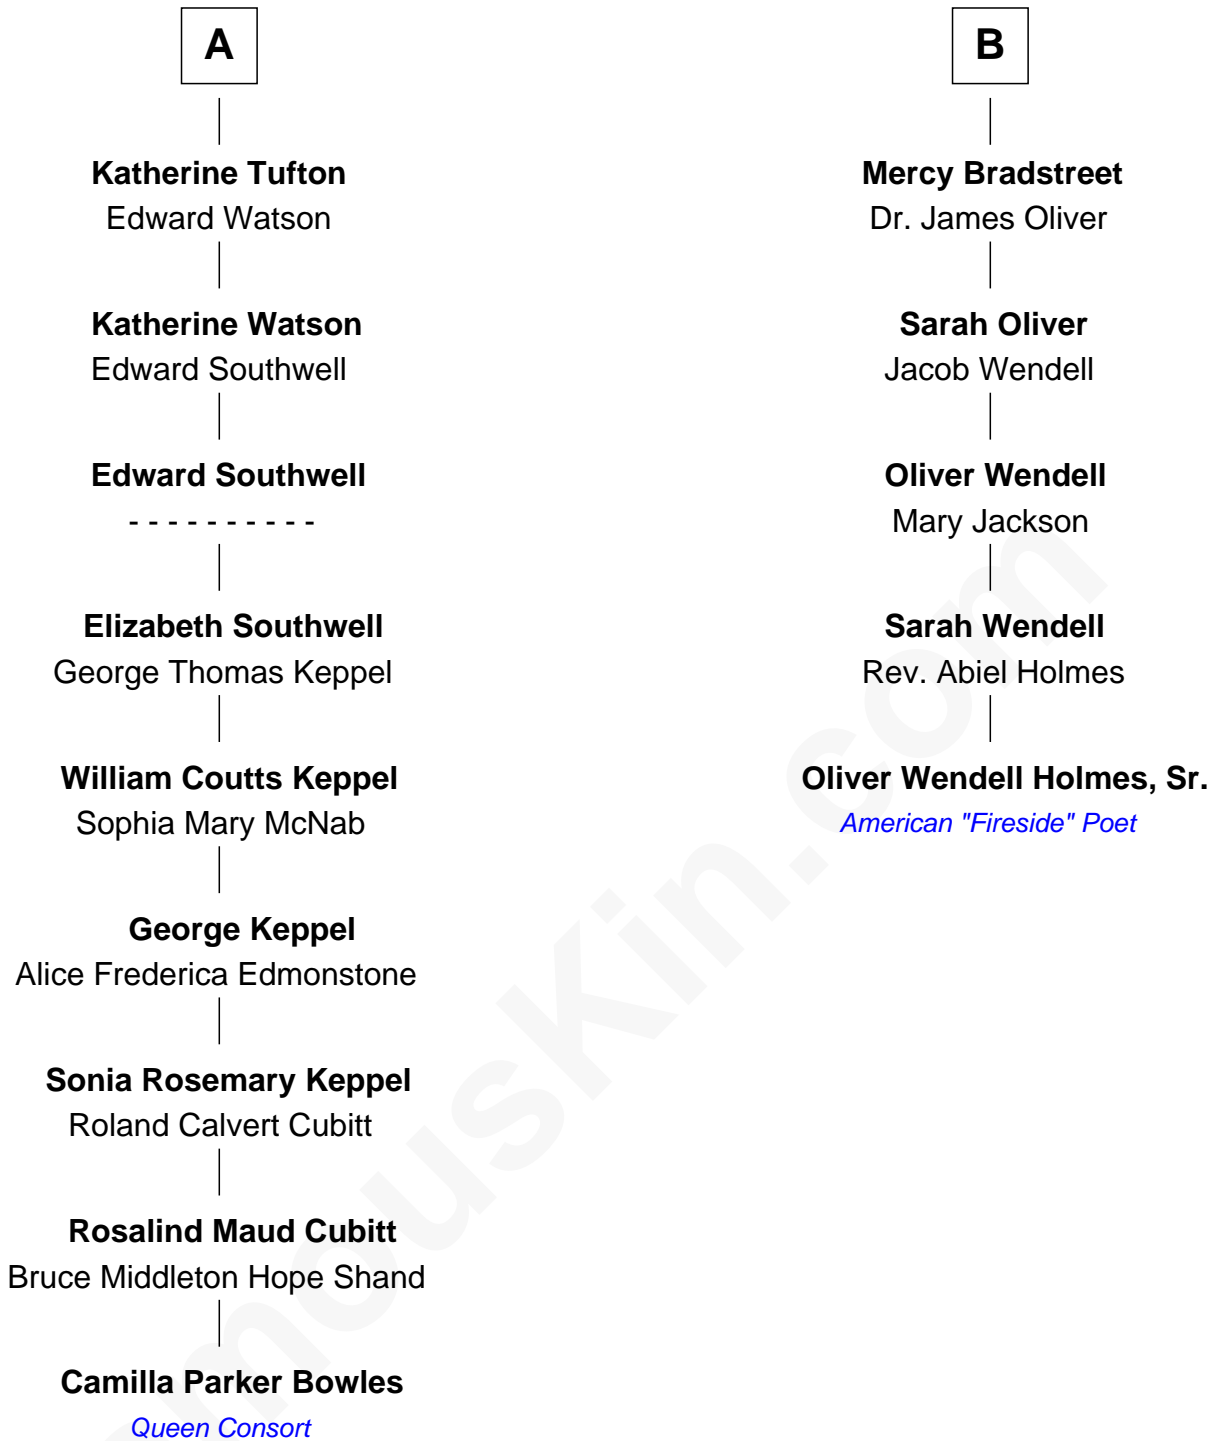 A
Katherine Tufton
Edward Watson
Katherine Watson
Edward Southwell
Edward Southwell
- - - - - - - - - -
Elizabeth Southwell
George Thomas Keppel
William Coutts Keppel
Sophia Mary McNab
George Keppel
Alice Frederica Edmonstone
Sonia Rosemary Keppel
Roland Calvert Cubitt
Rosalind Maud Cubitt
Bruce Middleton Hope Shand
Camilla Parker Bowles
Queen Consort
B
Mercy Bradstreet
Dr. James Oliver
Sarah Oliver
Jacob Wendell
Oliver Wendell
Mary Jackson
Sarah Wendell
Rev. Abiel Holmes
Oliver Wendell Holmes, Sr.
American "Fireside" Poet
mousKin.com